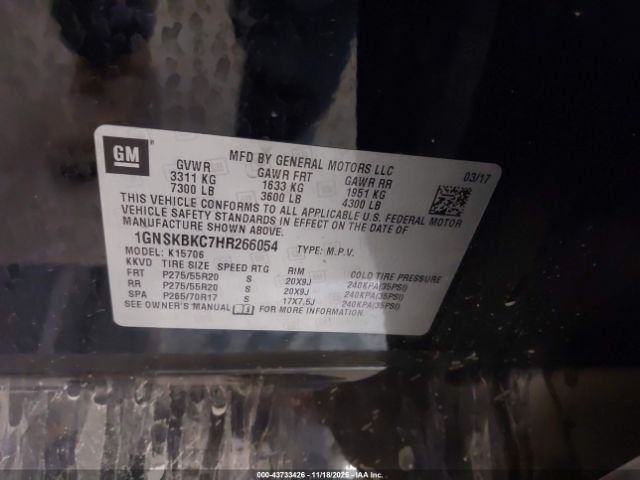 GM
MFD BY GENERAL MOTORS LLC
03/17
GVWR GAWR FRT GAWR RR
3311 KG 1633 KG 1951 KG
7300 LB 3600 LB 4300 LB
THIS VEHICLE CONFORMS TO ALL APPLICABLE U.S. FEDERAL MOTOR
VEHICLE SAFETY STANDARDS IN EFFECT ON THE DATE OF
MANUFACTURE SHOWN ABOVE.
1GNSKBKC7HR266054 TYPE: M.P.V.
MODEL: K15706
KKVD TIRE SIZE SPEED RTG RIM COLD TIRE PRESSURE
FRT P275/55R20 S 20X9J 240KPA(35PSI)
RR P275/55R20 S 20X9J 240KPA(35PSI)
SPA P265/70R17 S 17X7.5J 240KPA(35PSI)
SEE OWNER'S MANUAL FOR MORE INFORMATION
000-43733426 - 11/18/2025 - IAA Inc.